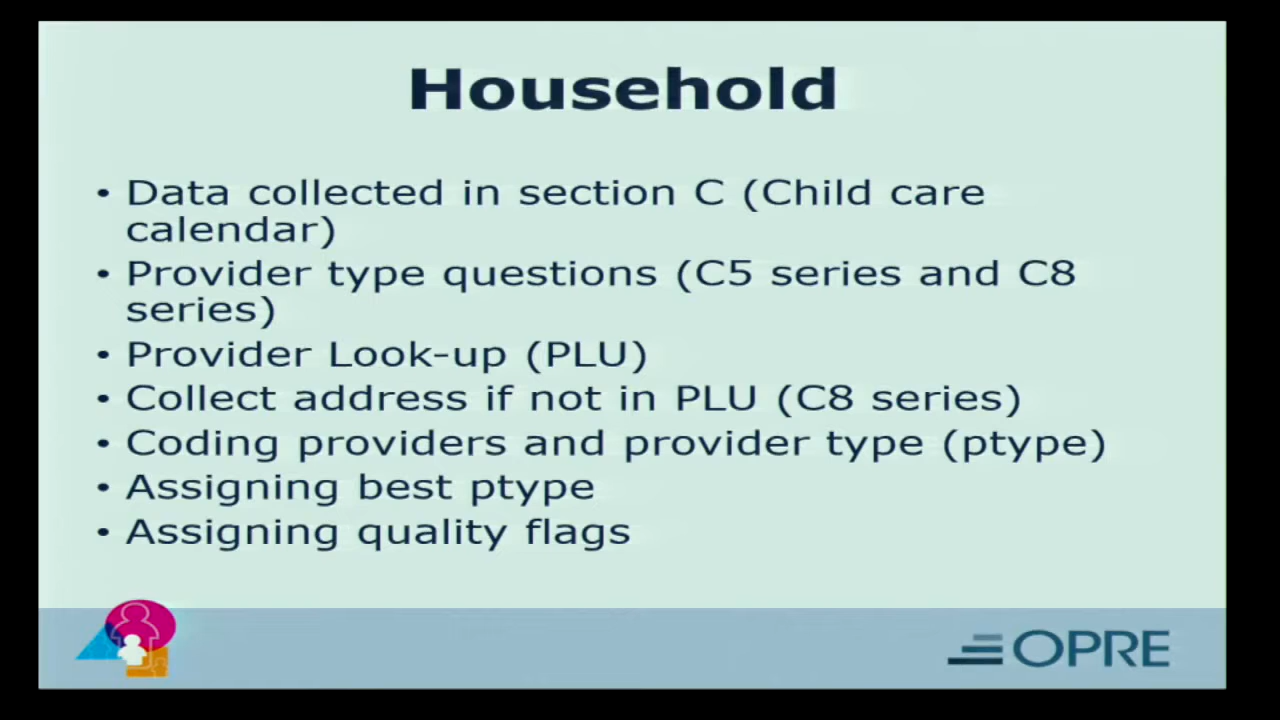 Household
• Data collected in section C (Child care
calendar)
• Provider type questions (C5 series and C8
series)
• Provider Look-up (PLU)
• Collect address if not in PLU (C8 series)
• Coding providers and provider type (ptype)
• Assigning best ptype
• Assigning quality flags
OPRE